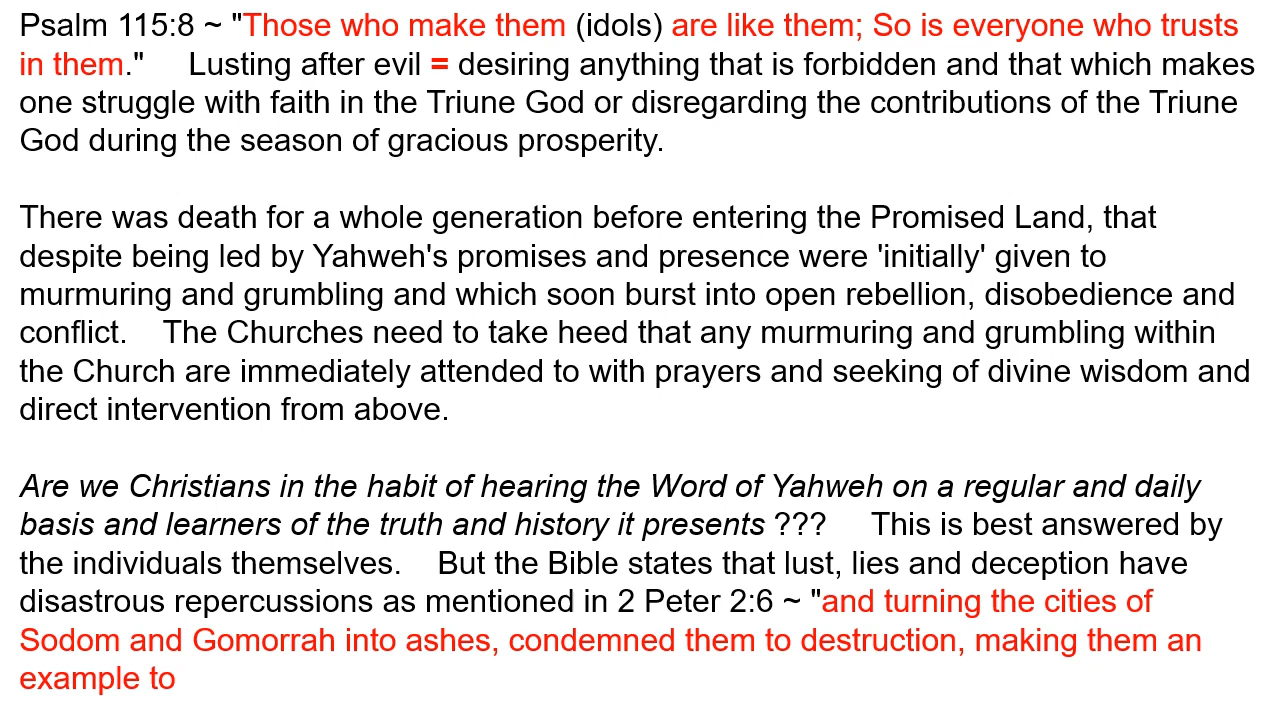 Psalm 115:8 ~ "Those who make them (idols) are like them; So is everyone who trusts
in them."     Lusting after evil = desiring anything that is forbidden and that which makes
one struggle with faith in the Triune God or disregarding the contributions of the Triune
God during the season of gracious prosperity.
There was death for a whole generation before entering the Promised Land, that
despite being led by Yahweh's promises and presence were 'initially' given to
murmuring and grumbling and which soon burst into open rebellion, disobedience and
conflict.    The Churches need to take heed that any murmuring and grumbling within
the Church are immediately attended to with prayers and seeking of divine wisdom and
direct intervention from above.
Are we Christians in the habit of hearing the Word of Yahweh on a regular and daily
basis and learners of the truth and history it presents ???     This is best answered by
the individuals themselves.    But the Bible states that lust, lies and deception have
disastrous repercussions as mentioned in 2 Peter 2:6 ~ "and turning the cities of
Sodom and Gomorrah into ashes, condemned them to destruction, making them an
example to